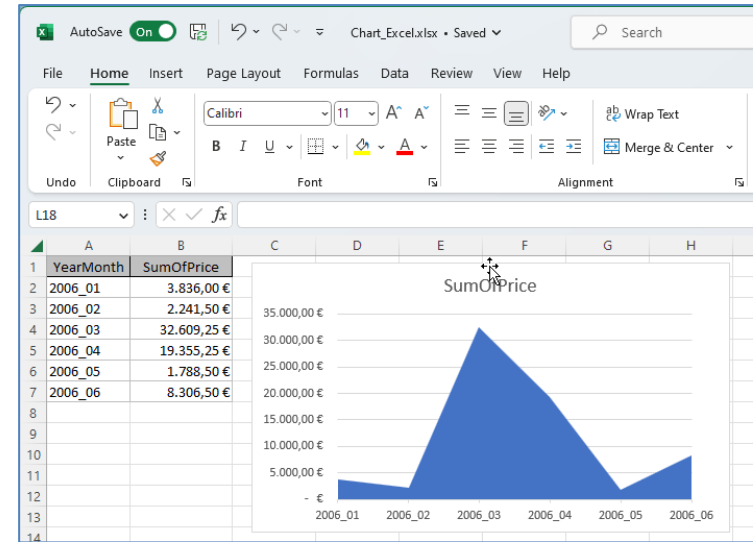 AutoSave On Chart_Excel.xlsx • Saved Search
File Home Insert Page Layout Formulas Data Review View Help
Calibri 11 A^ Aˇ ab Wrap Text
Paste B I U A Merge & Center
Undo Clipboard Font Alignment
L18 fx
A B C D E F G H
1 YearMonth SumOfPrice
2 2006_01 3.836,00 €
3 2006_02 2.241,50 €
4 2006_03 32.609,25 €
5 2006_04 19.355,25 €
6 2006_05 1.788,50 €
7 2006_06 8.306,50 €
8
9
10
11
12
13
14
SumOfPrice
35.000,00 €
30.000,00 €
25.000,00 €
20.000,00 €
15.000,00 €
10.000,00 €
5.000,00 €
- €
2006_01 2006_02 2006_03 2006_04 2006_05 2006_06